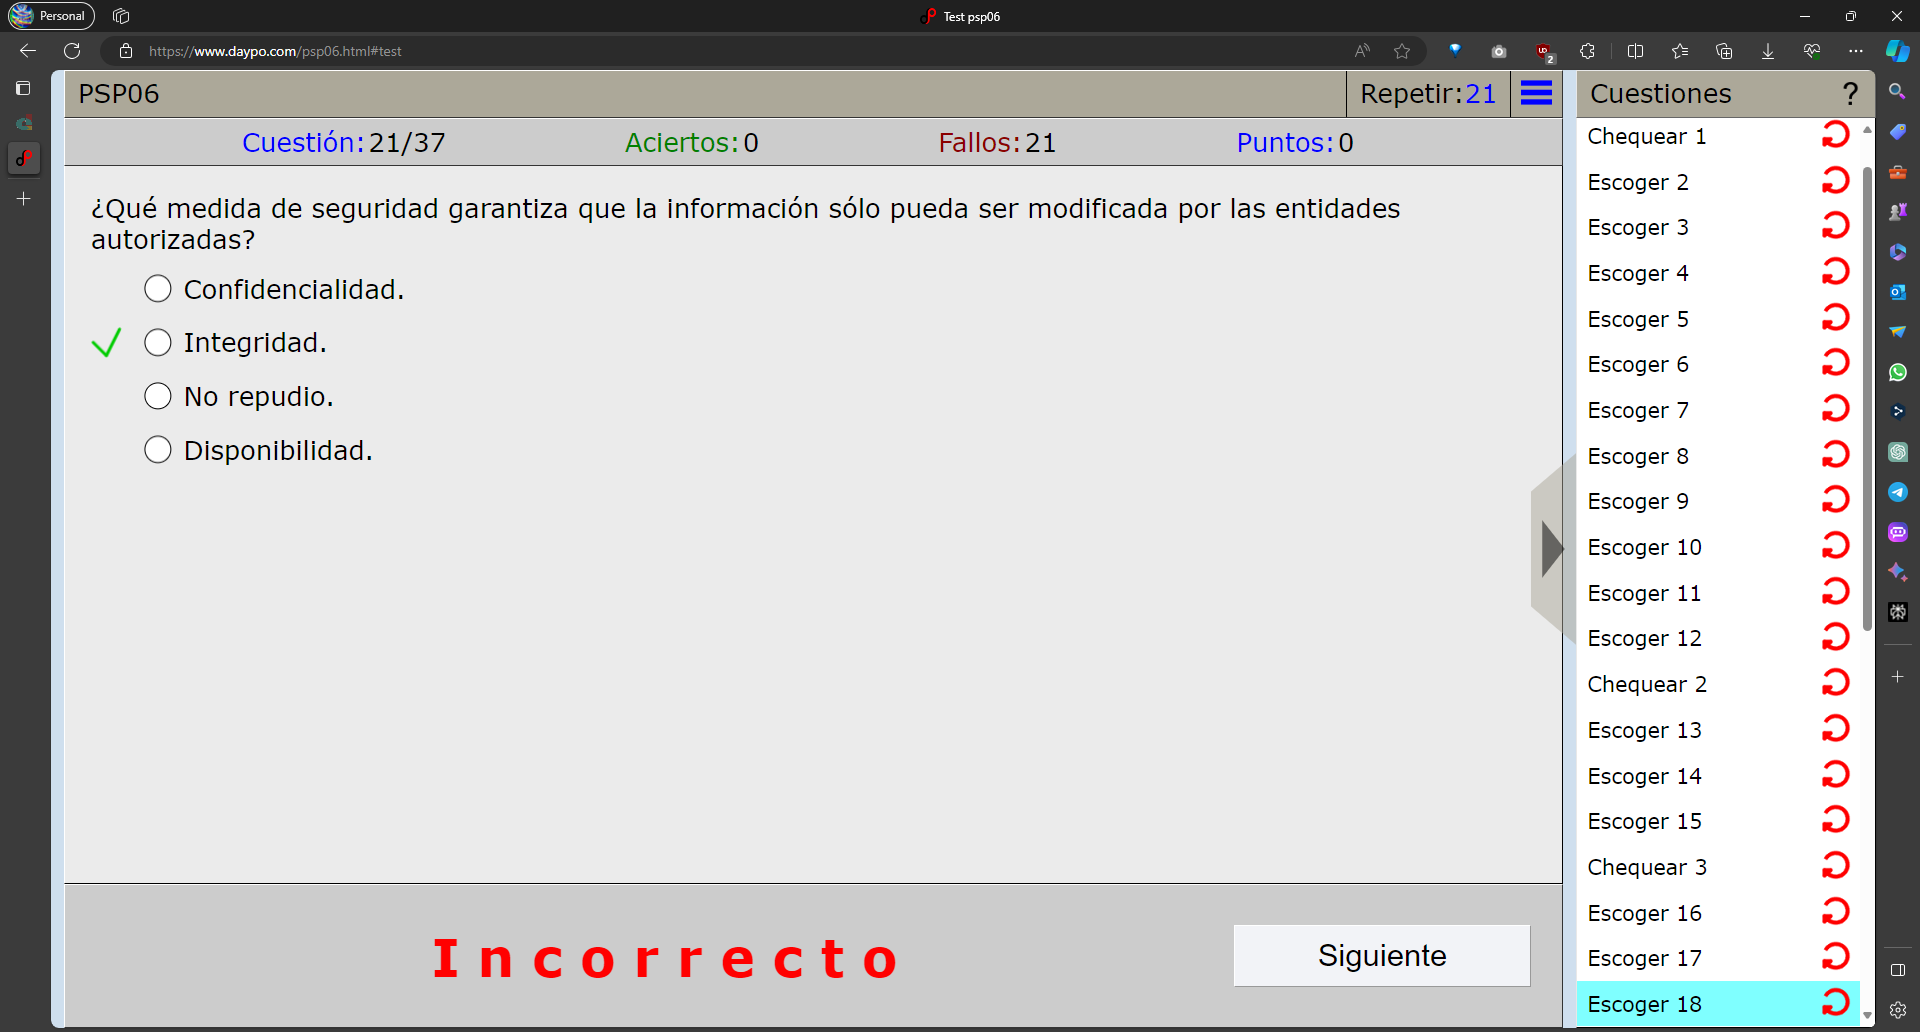 Personal
Test psp06
https://www.daypo.com/psp06.html#test
2
PSP06
Repetir:21
Cuestiones
?
Cuestión:21/37
Aciertos:0
Fallos:21
Puntos:0
¿Qué medida de seguridad garantiza que la información sólo pueda ser modificada por las entidades
autorizadas?
Confidencialidad.
Integridad.
No repudio.
Disponibilidad.
Incorrecto
Siguiente
Chequear 1
Escoger 2
Escoger 3
Escoger 4
Escoger 5
Escoger 6
Escoger 7
Escoger 8
Escoger 9
Escoger 10
Escoger 11
Escoger 12
Chequear 2
Escoger 13
Escoger 14
Escoger 15
Chequear 3
Escoger 16
Escoger 17
Escoger 18